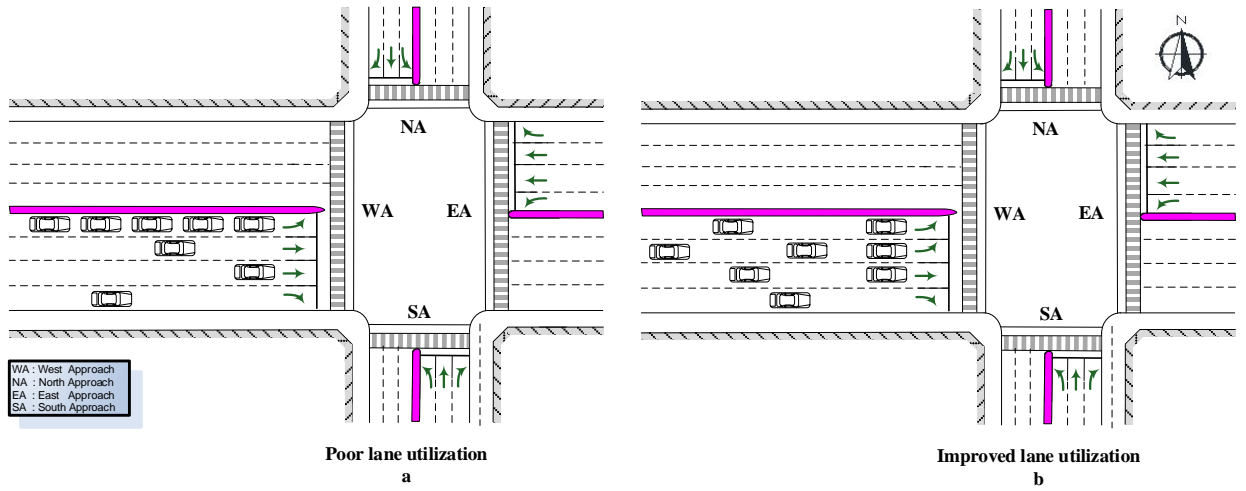 N
NA
NA
WA
EA
WA
EA
SA
SA
WA : West Approach
NA : North Approach
EA : East Approach
SA : South Approach
Poor lane utilization
a
Improved lane utilization
b